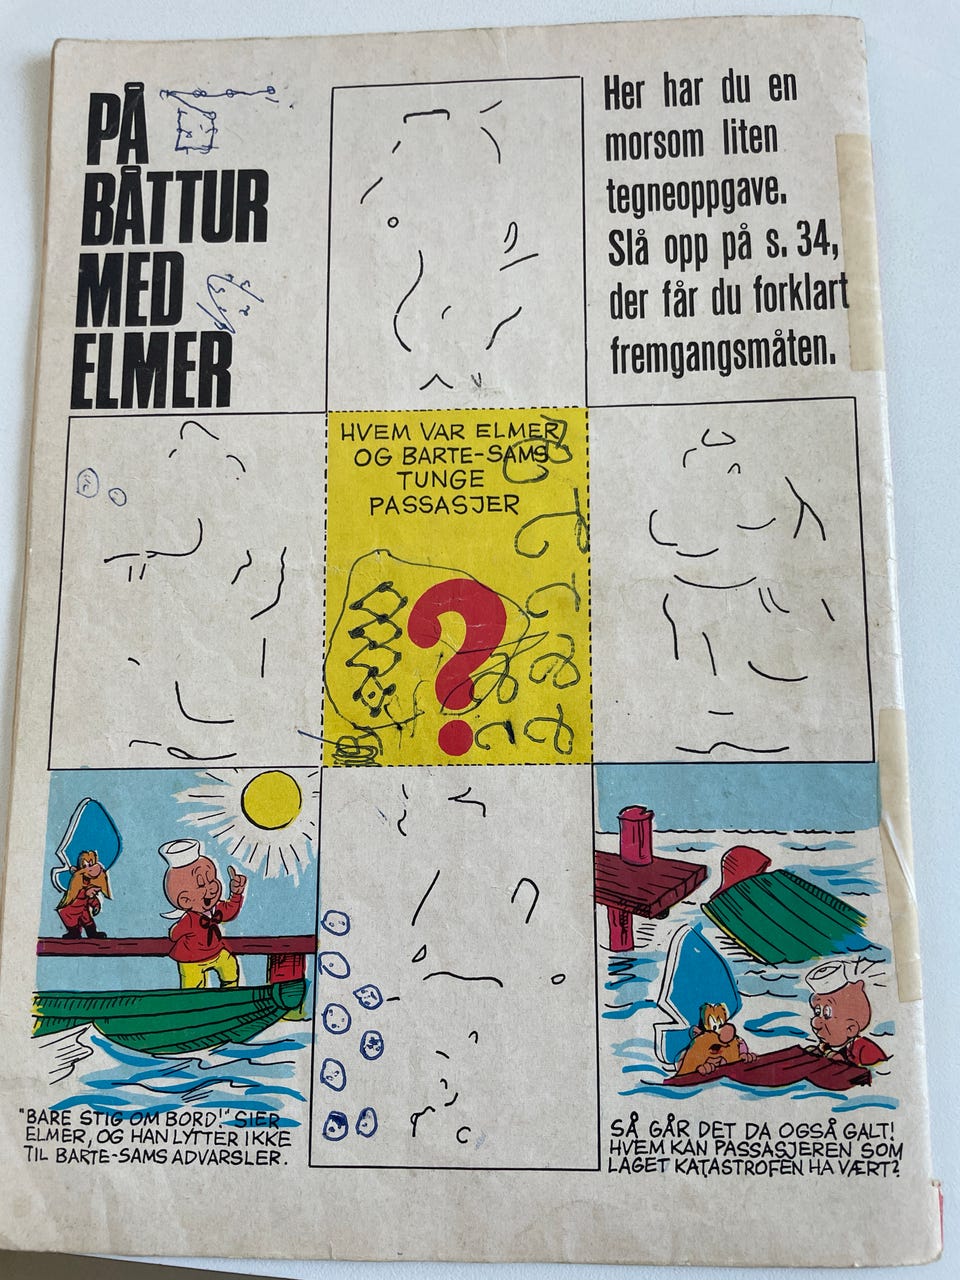 PÅ
BÅTTUR
MED
ELMER
Her har du en
morsom liten
tegneoppgave.
Slå opp på s. 34,
der får du forklart
fremgangsmåten.
HVEM VAR ELMER
OG BARTE-SAMS
TUNGE
PASSASJER
?
"BARE STIG OM BORD!" SIER
ELMER, OG HAN LYTTER IKKE
TIL BARTE-SAMS ADVARSLER.
SÅ GÅR DET DA OGSÅ GALT!
HVEM KAN PASSASJEREN SOM
LAGET KATASTROFEN HA VÆRT?